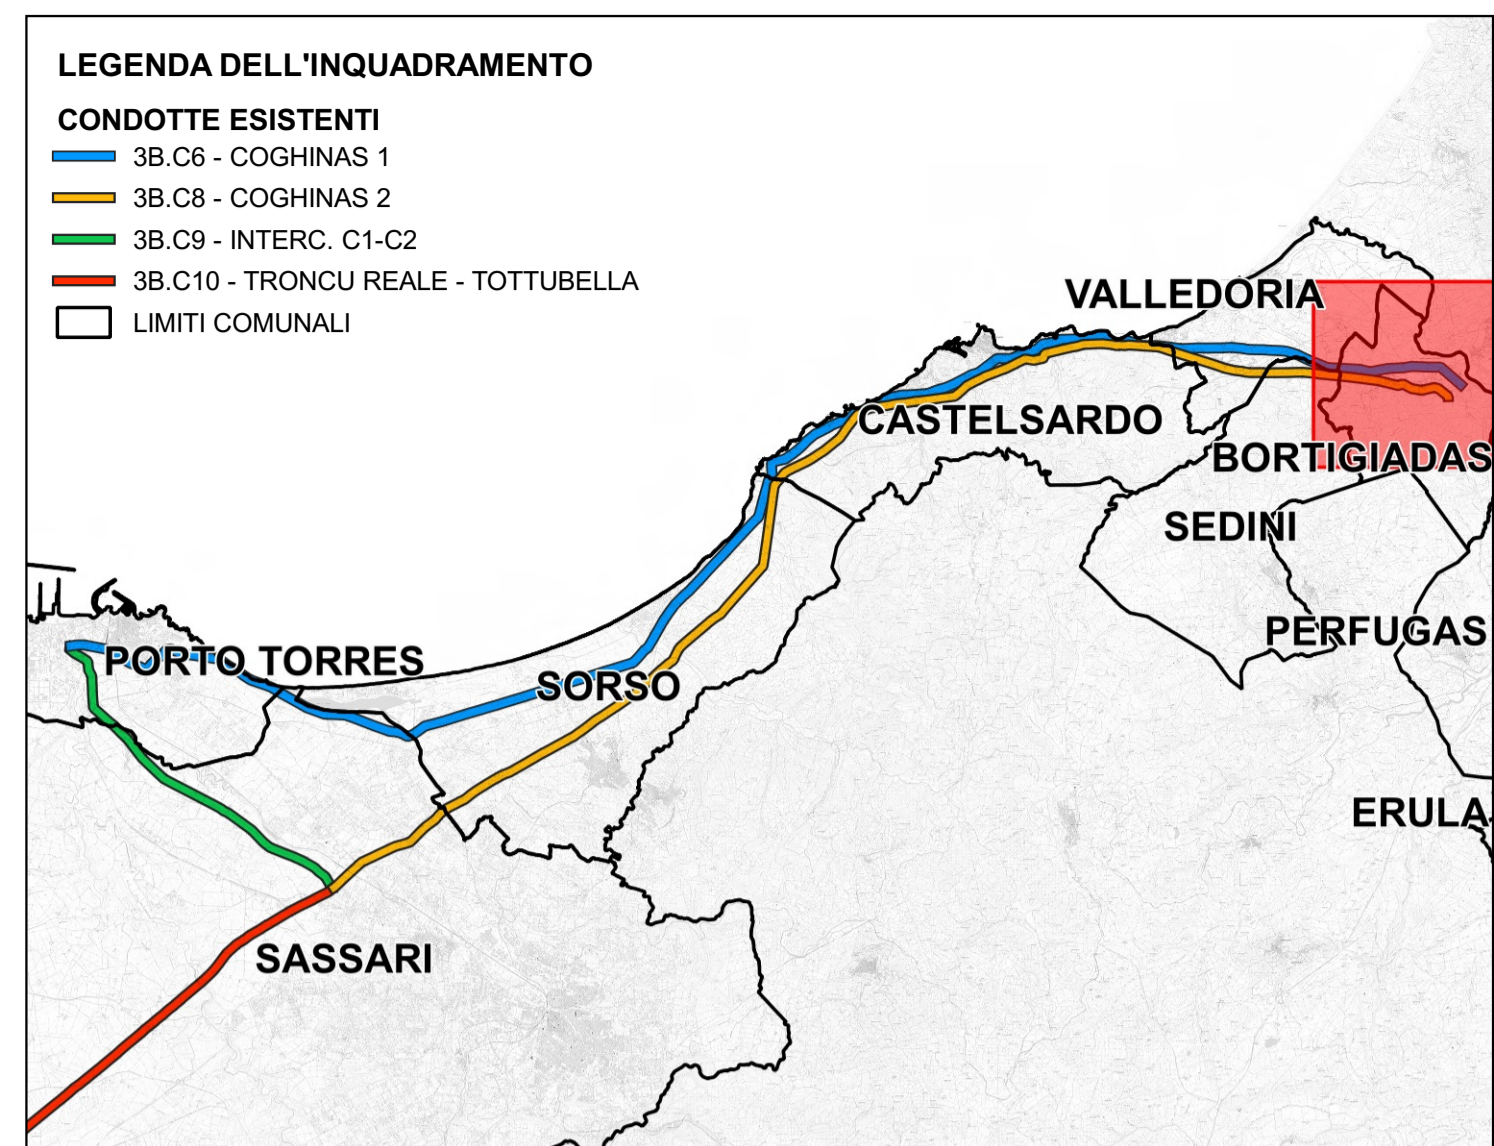 LEGENDA DELL'INQUADRAMENTO
CONDOTTE ESISTENTI
3B.C6 - COGHINAS 1
3B.C8 - COGHINAS 2
3B.C9 - INTERC. C1-C2
3B.C10 - TRONCU REALE - TOTTUBELLA
LIMITI COMUNALI
VALLEDORIA
CASTELSARDO
BORTIGIADAS
SEDINI
PERFUGAS
PORTO TORRES
SORSO
ERULA
SASSARI